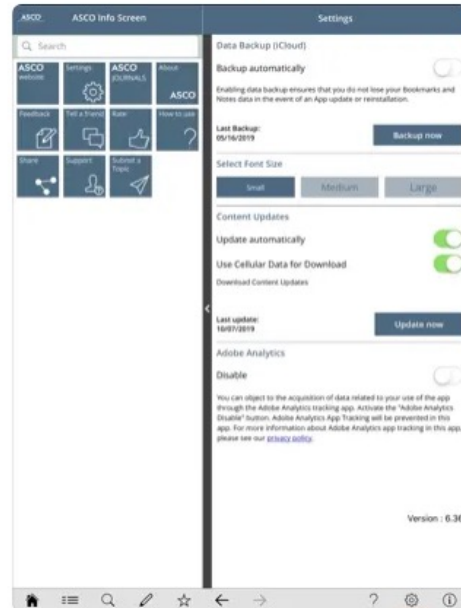 ASCO
ASCO Info Screen
Search
ASCO
website
Settings
ASCO
JOURNALS
About
ASCO
Feedback
Tell a friend
Rate
How to use
Share
Support
Submit a
Topic
Settings
Data Backup (iCloud)
Backup automatically
Enabling data backup ensures that you do not lose your Bookmarks and
Notes data in the event of an App update or reinstallation.
Last Backup:
05/16/2019
Backup now
Select Font Size
Small
Medium
Large
Content Updates
Update automatically
Use Cellular Data for Download
Download Content Updates
Last update:
10/07/2019
Update now
Adobe Analytics
Disable
You can object to the acquisition of data related to your use of the app
through the Adobe Analytics tracking app. Activate the "Adobe Analytics
Disable" button. Adobe Analytics App Tracking will be prevented in this
app. For more information about Adobe Analytics app tracking in this app,
please see our privacy policy.
Version : 6.36